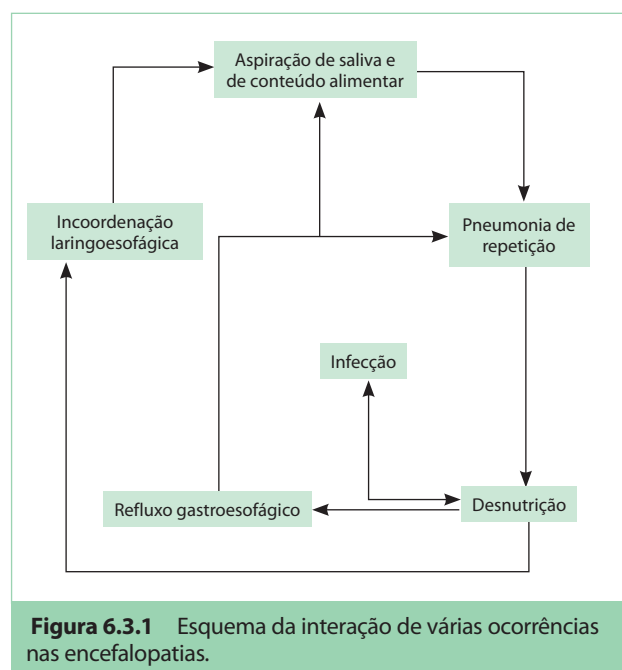 Aspiração de saliva e
de conteúdo alimentar
Incoordenação
laringoesofágica
Pneumonia de
repetição
Infecção
Refluxo gastroesofágico
Desnutrição
Figura 6.3.1 Esquema da interação de várias ocorrências
nas encefalopatias.